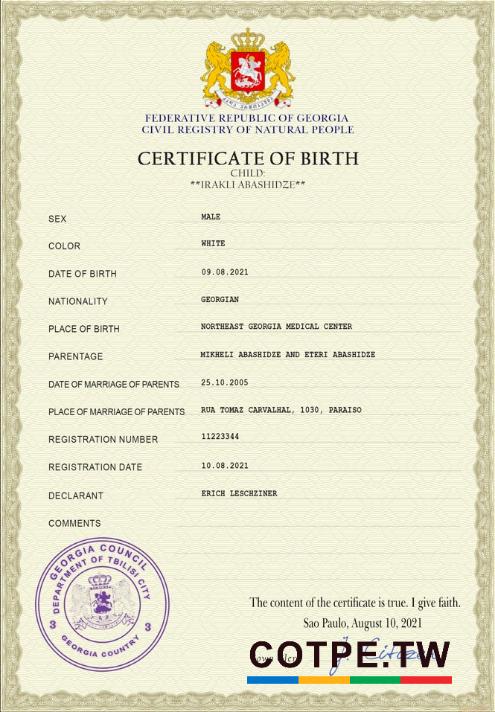 FEDERATIVE REPUBLIC OF GEORGIA
CIVIL REGISTRY OF NATURAL PEOPLE
CERTIFICATE OF BIRTH
CHILD:
**IRAKLI ABASHIDZE**
SEX MALE
COLOR WHITE
DATE OF BIRTH 09.08.2021
NATIONALITY GEORGIAN
PLACE OF BIRTH NORTHEAST GEORGIA MEDICAL CENTER
PARENTAGE MIKHELI ABASHIDZE AND ETERI ABASHIDZE
DATE OF MARRIAGE OF PARENTS 25.10.2005
PLACE OF MARRIAGE OF PARENTS RUA TOMAZ CARVALHAL, 1030, PARAISO
REGISTRATION NUMBER 11223344
REGISTRATION DATE 10.08.2021
DECLARANT ERICH LESCHZINER
COMMENTS
GEORGIA COUNCIL
DEPARTMENT OF TBILISI CITY
3 3
GEORGIA COUNTRY
The content of the certificate is true. I give faith.
Sao Paulo, August 10, 2021
J. Citizen
COTPE.TW